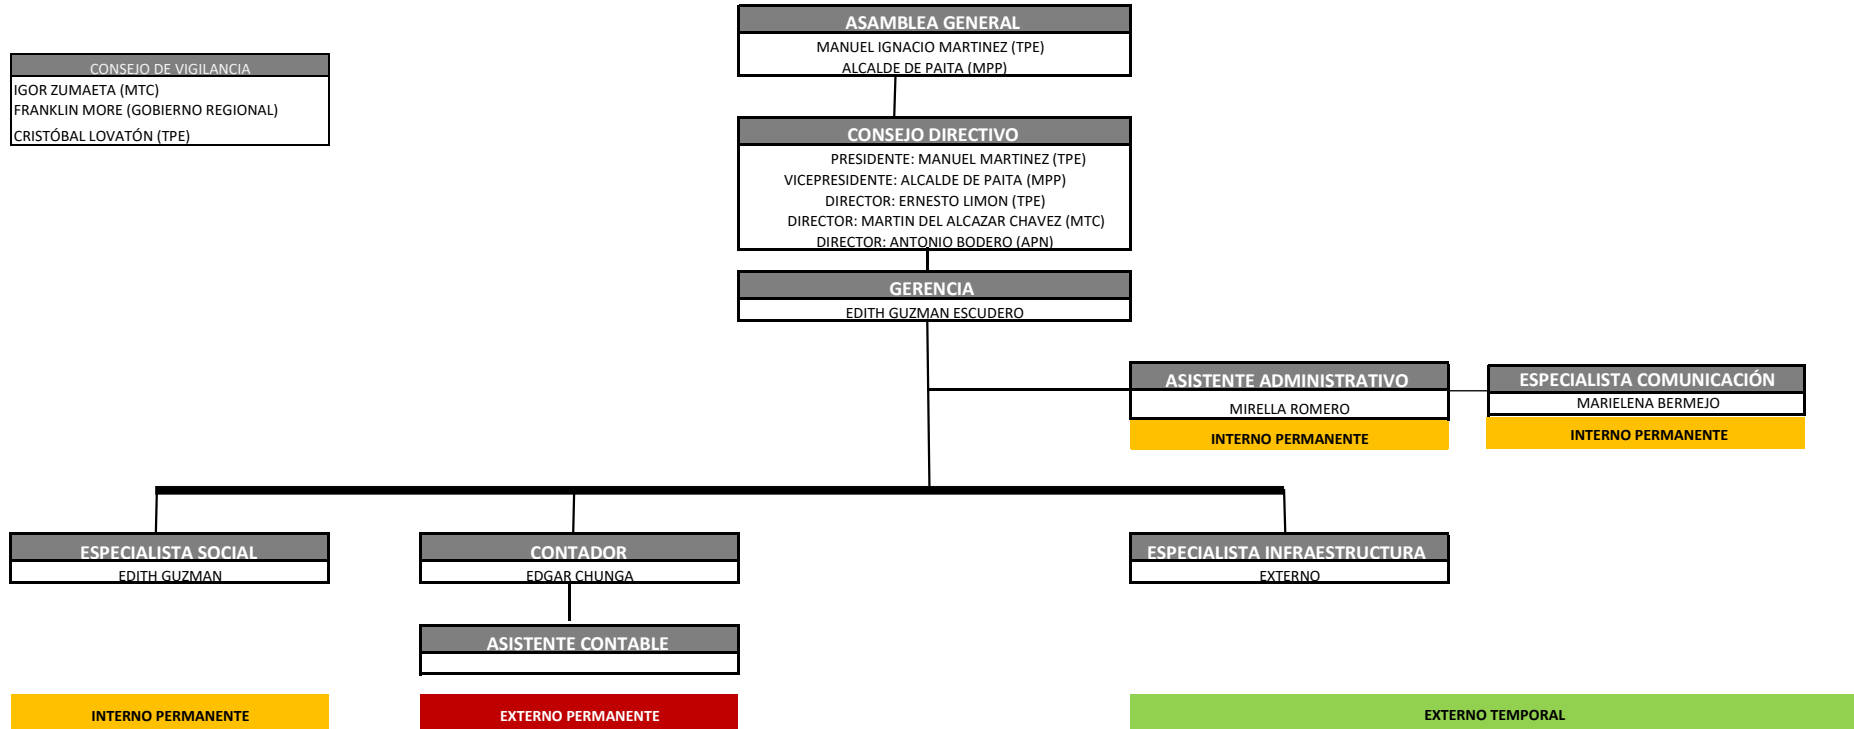 ASAMBLEA GENERAL
MANUEL IGNACIO MARTINEZ (TPE)
ALCALDE DE PAITA (MPP)
CONSEJO DE VIGILANCIA
IGOR ZUMAETA (MTC)
FRANKLIN MORE (GOBIERNO REGIONAL)
CRISTÓBAL LOVATÓN (TPE)
CONSEJO DIRECTIVO
PRESIDENTE: MANUEL MARTINEZ (TPE)
VICEPRESIDENTE: ALCALDE DE PAITA (MPP)
DIRECTOR: ERNESTO LIMON (TPE)
DIRECTOR: MARTIN DEL ALCAZAR CHAVEZ (MTC)
DIRECTOR: ANTONIO BODERO (APN)
GERENCIA
EDITH GUZMAN ESCUDERO
ASISTENTE ADMINISTRATIVO
MIRELLA ROMERO
INTERNO PERMANENTE
ESPECIALISTA COMUNICACIÓN
MARIELENA BERMEJO
INTERNO PERMANENTE
ESPECIALISTA SOCIAL
EDITH GUZMAN
CONTADOR
EDGAR CHUNGA
ESPECIALISTA INFRAESTRUCTURA
EXTERNO
ASISTENTE CONTABLE
INTERNO PERMANENTE
EXTERNO PERMANENTE
EXTERNO TEMPORAL